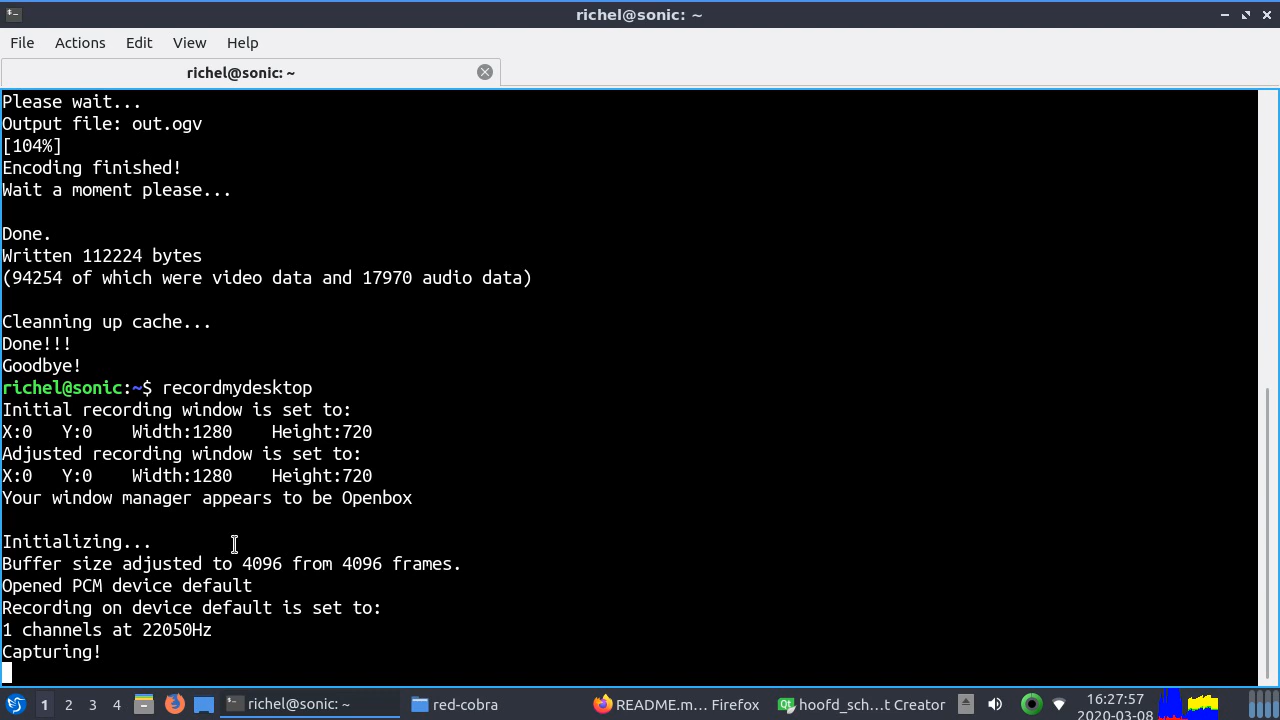 richel@sonic: ~
File Actions Edit View Help
richel@sonic: ~
Please wait...
Output file: out.ogv
[104%]
Encoding finished!
Wait a moment please...
Done.
Written 112224 bytes
(94254 of which were video data and 17970 audio data)
Cleanning up cache...
Done!!!
Goodbye!
richel@sonic:~$ recordmydesktop
Initial recording window is set to:
X:0   Y:0    Width:1280    Height:720
Adjusted recording window is set to:
X:0   Y:0    Width:1280    Height:720
Your window manager appears to be Openbox
Initializing...
Buffer size adjusted to 4096 from 4096 frames.
Opened PCM device default
Recording on device default is set to:
1 channels at 22050Hz
Capturing!
1 2 3 4 richel@sonic: ~ red-cobra README.m... Firefox hoofd_sch...t Creator 16:27:57
2020-03-08